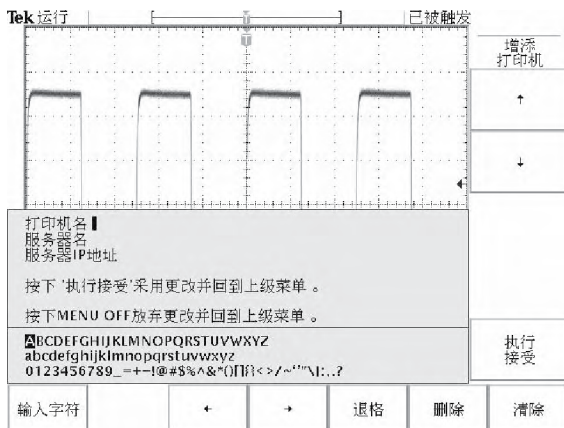 Tek 运行
已被触发
增添
打印机
↑
↓
打印机名
服务器名
服务器IP地址
按下 '执行接受'采用更改并回到上级菜单 。
按下MENU OFF放弃更改并回到上级菜单 。
ABCDEFGHIJKLMNOPQRSTUVWXYZ
abcdefghijklmnopqrstuvwxyz
0123456789_=+−!@#$%^&*()[]{}<>/~'"\|:,.?
执行
接受
输入字符
←
→
退格
删除
清除